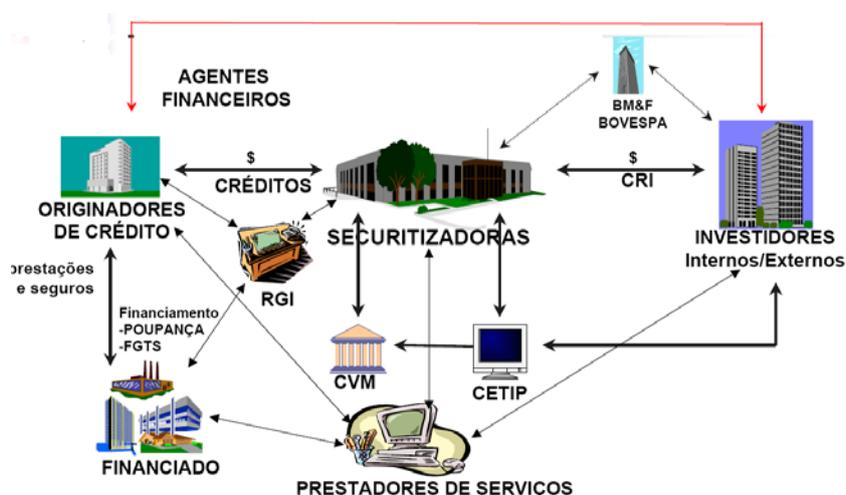 AGENTES
FINANCEIROS
BM&F
BOVESPA
$
CRÉDITOS
$
CRI
ORIGINADORES
DE CRÉDITO
SECURITIZADORAS
INVESTIDORES
Internos/Externos
prestações
e seguros
RGI
Financiamento
-POUPANÇA
-FGTS
CVM
CETIP
FINANCIADO
PRESTADORES DE SERVICOS